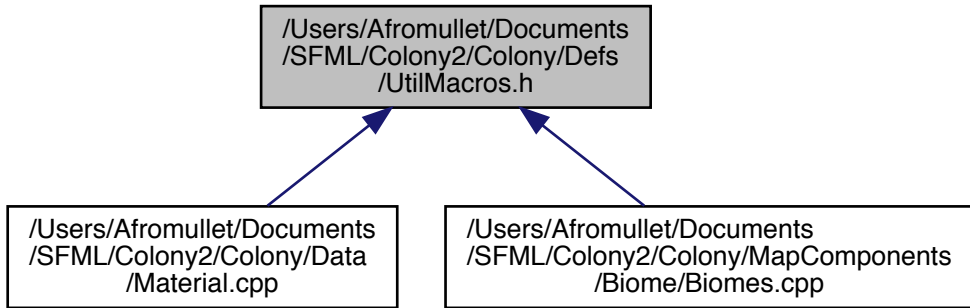 /Users/Afromullet/Documents
/SFML/Colony2/Colony/Defs
/UtilMacros.h
/Users/Afromullet/Documents
/SFML/Colony2/Colony/Data
/Material.cpp
/Users/Afromullet/Documents
/SFML/Colony2/Colony/MapComponents
/Biome/Biomes.cpp